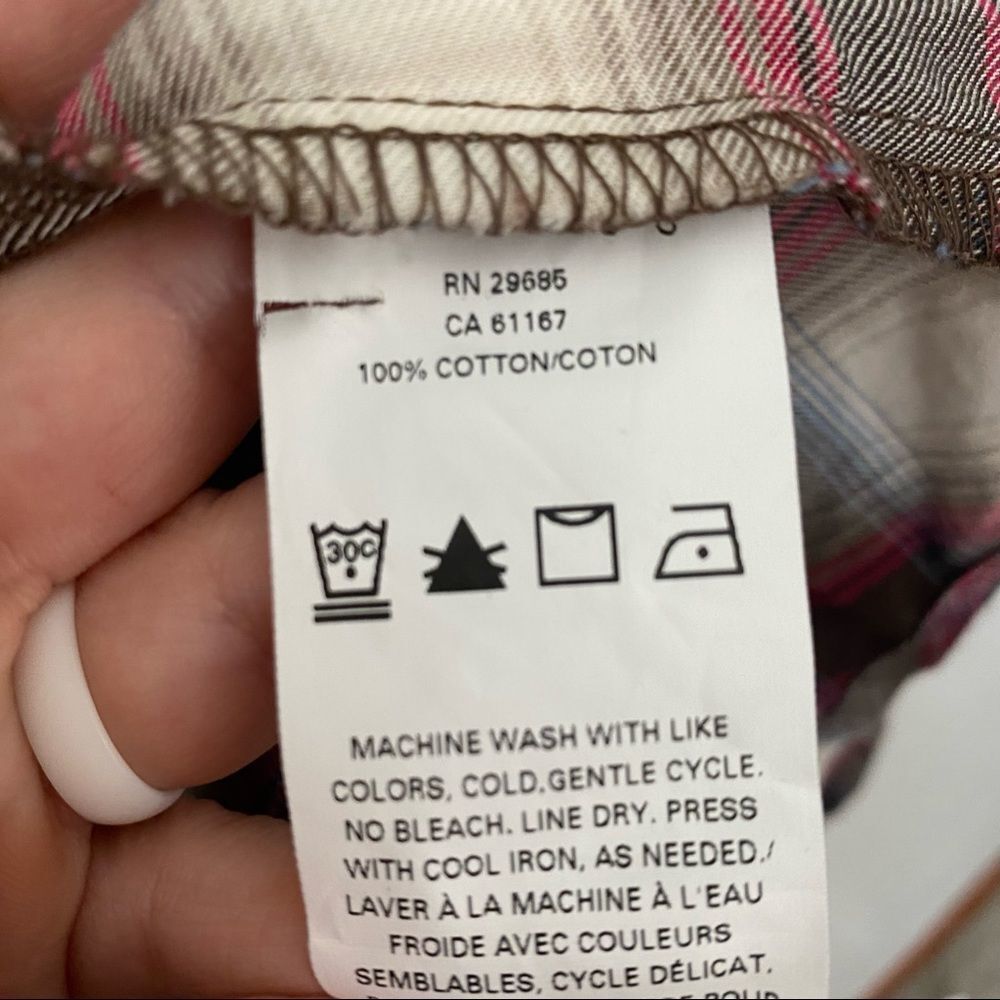 RN 29685
CA 61167
100% COTTON/COTON
30C
MACHINE WASH WITH LIKE
COLORS, COLD.GENTLE CYCLE.
NO BLEACH. LINE DRY. PRESS
WITH COOL IRON, AS NEEDED./
LAVER À LA MACHINE À L'EAU
FROIDE AVEC COULEURS
SEMBLABLES, CYCLE DÉLICAT.